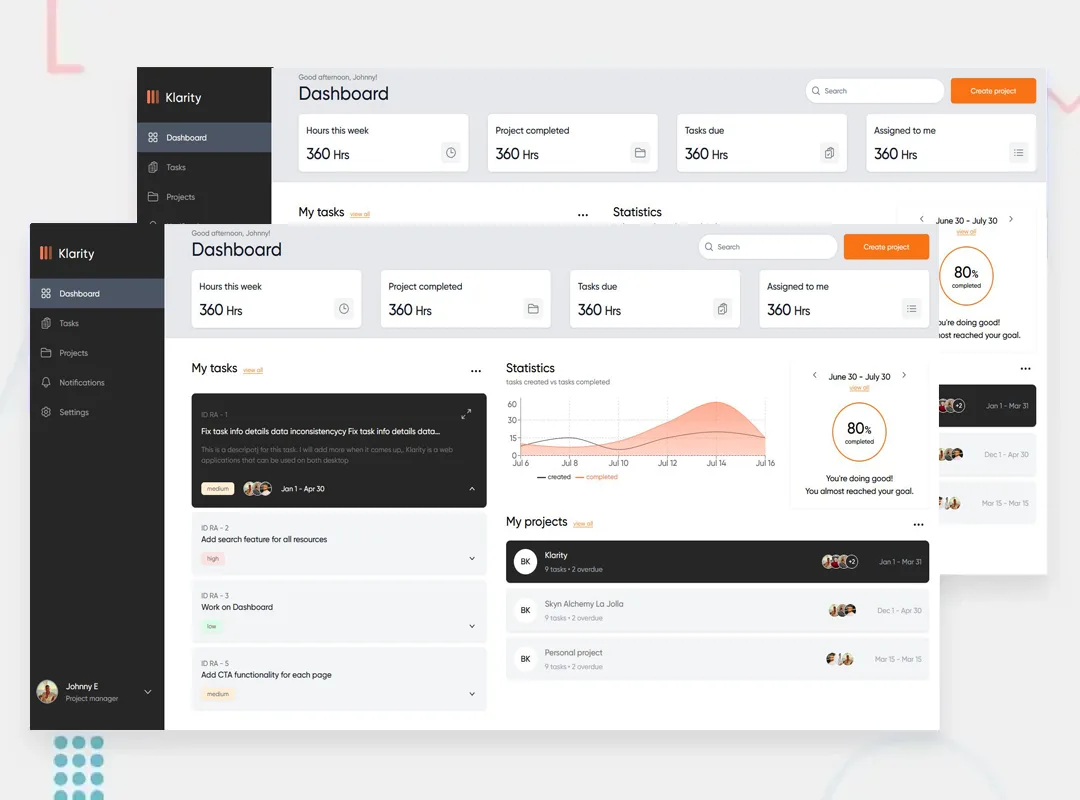 Klarity
Dashboard
Tasks
Projects
Good afternoon, Johnny!
Dashboard
Search
Create project
Hours this week
360 Hrs
Project completed
360 Hrs
Tasks due
360 Hrs
Assigned to me
360 Hrs
My tasks view all
Statistics
June 30 - July 30
view all
80%
completed
You're doing good!
most reached your goal.
+2
Jan 1 - Mar 31
Dec 1 - Apr 30
Mar 15 - Mar 15
Klarity
Dashboard
Tasks
Projects
Notifications
Settings
Johnny E
Project manager
Good afternoon, Johnny!
Dashboard
Search
Create project
Hours this week
360 Hrs
Project completed
360 Hrs
Tasks due
360 Hrs
Assigned to me
360 Hrs
My tasks view all
ID RA - 1
Fix task info details data inconsistencycy Fix task info details data...
This is a descriptctj for this task. I will add more when it comes up,. Klarity is a web
applications that can be used on both desktop
medium
Jan 1 - Apr 30
ID RA - 2
Add search feature for all resources
high
ID RA - 3
Work on Dashboard
low
ID RA - 5
Add CTA functionality for each page
medium
Statistics
tasks created vs tasks completed
60
30
15
0
Jul 6 Jul 8 Jul 10 Jul 12 Jul 14 Jul 16
created completed
June 30 - July 30
view all
80%
completed
You're doing good!
You almost reached your goal.
My projects view all
BK
Klarity
9 tasks • 2 overdue
+2
Jan 1 - Mar 31
BK
Skyn Alchemy La Jolla
9 tasks • 2 overdue
Dec 1 - Apr 30
BK
Personal project
9 tasks • 2 overdue
Mar 15 - Mar 15